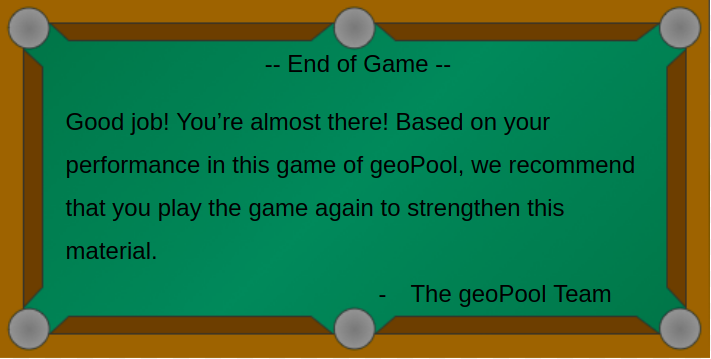 -- End of Game --
Good job! You’re almost there! Based on your
performance in this game of geoPool, we recommend
that you play the game again to strengthen this
material.
- The geoPool Team